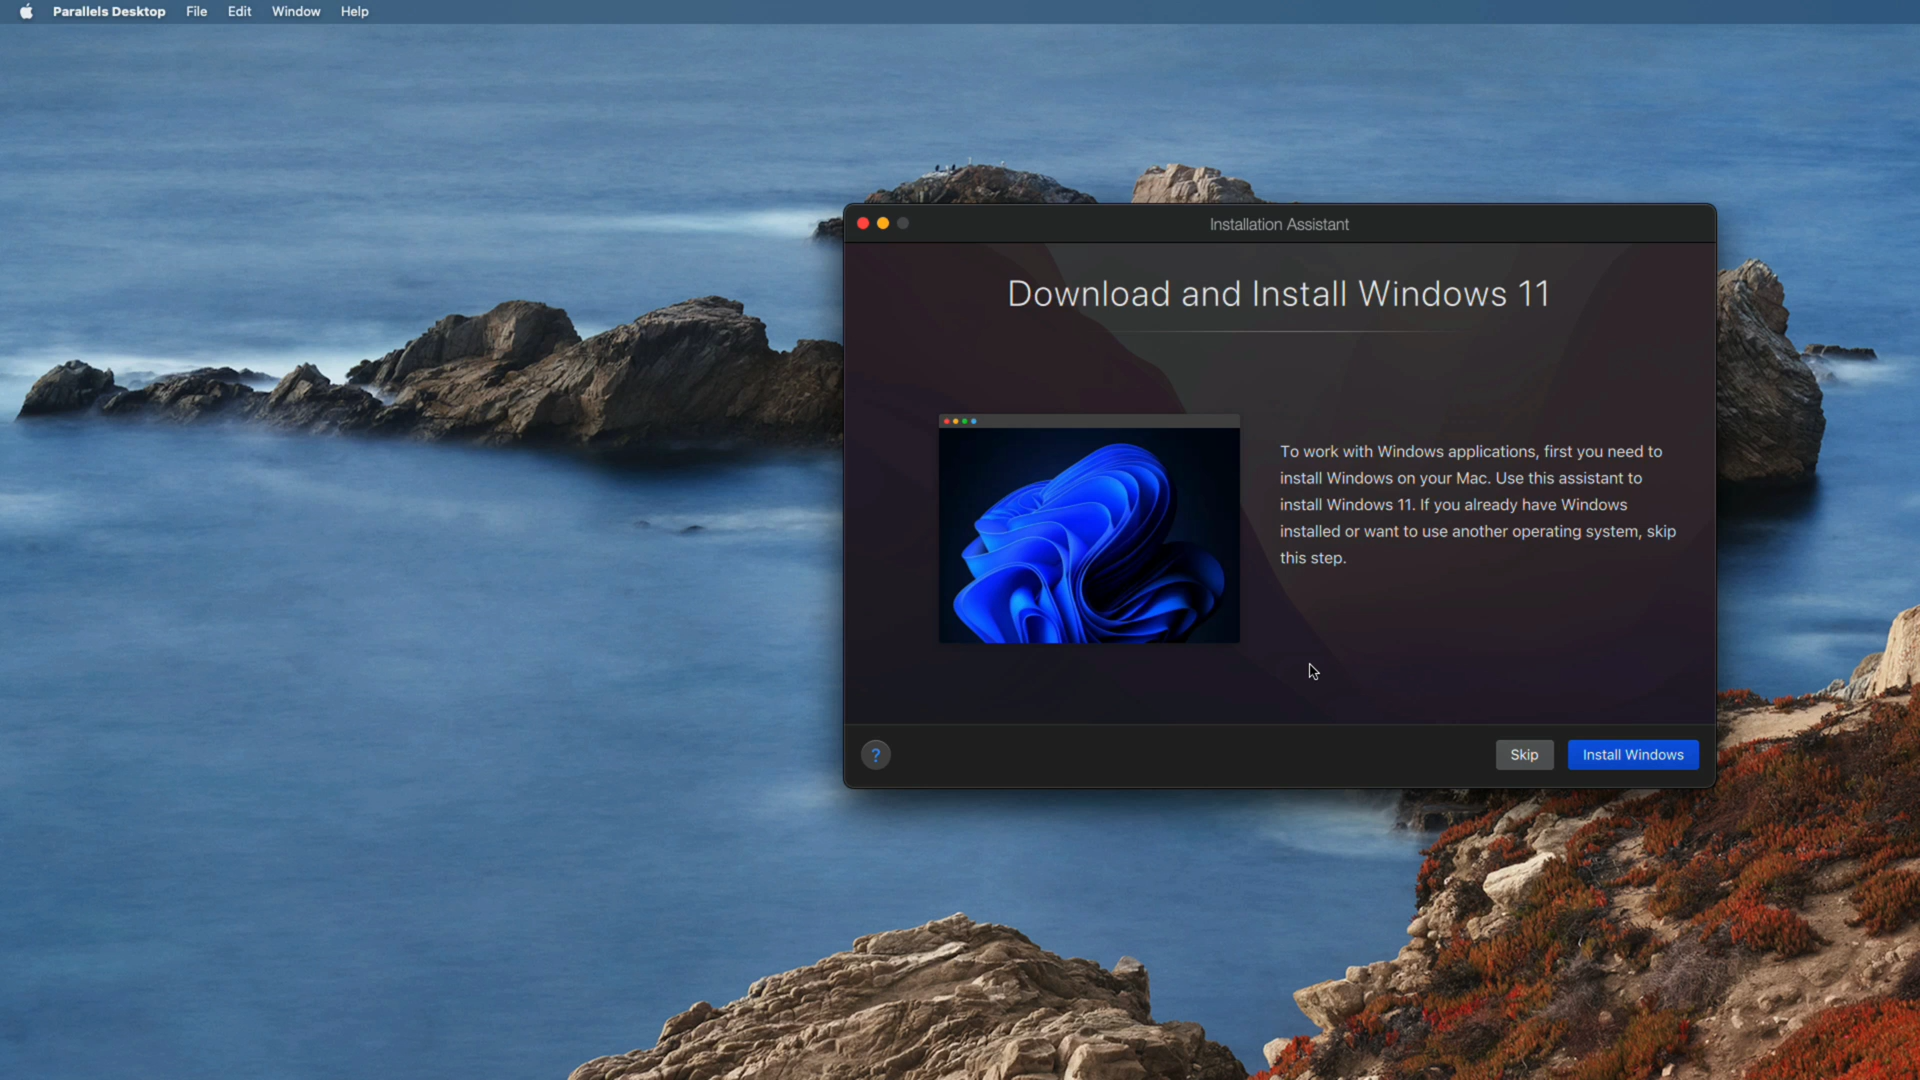 Parallels Desktop File Edit Window Help
Installation Assistant
Download and Install Windows 11
To work with Windows applications, first you need to
install Windows on your Mac. Use this assistant to
install Windows 11. If you already have Windows
installed or want to use another operating system, skip
this step.
? Skip Install Windows